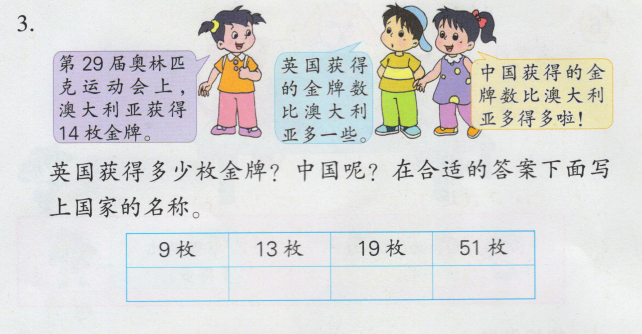 3.
第29届奥林匹
克运动会上，
澳大利亚获得
14枚金牌。
英国获得
的金牌数
比澳大利
亚多一些。
中国获得的金
牌数比澳大利
亚多得多啦！
英国获得多少枚金牌？中国呢？在合适的答案下面写
上国家的名称。
9枚 13枚 19枚 51枚